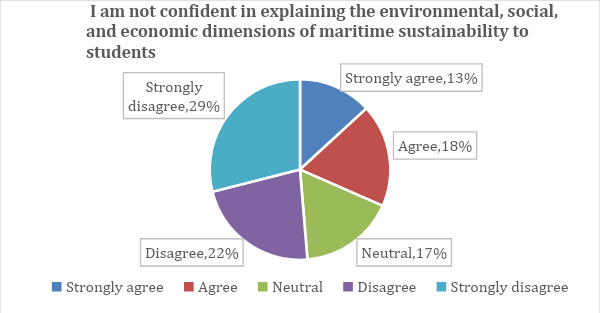 I am not confident in explaining the environmental, social,
and economic dimensions of maritime sustainability to
students
Strongly agree,13%
Agree,18%
Neutral,17%
Disagree,22%
Strongly
disagree,29%
Strongly agree Agree Neutral Disagree Strongly disagree